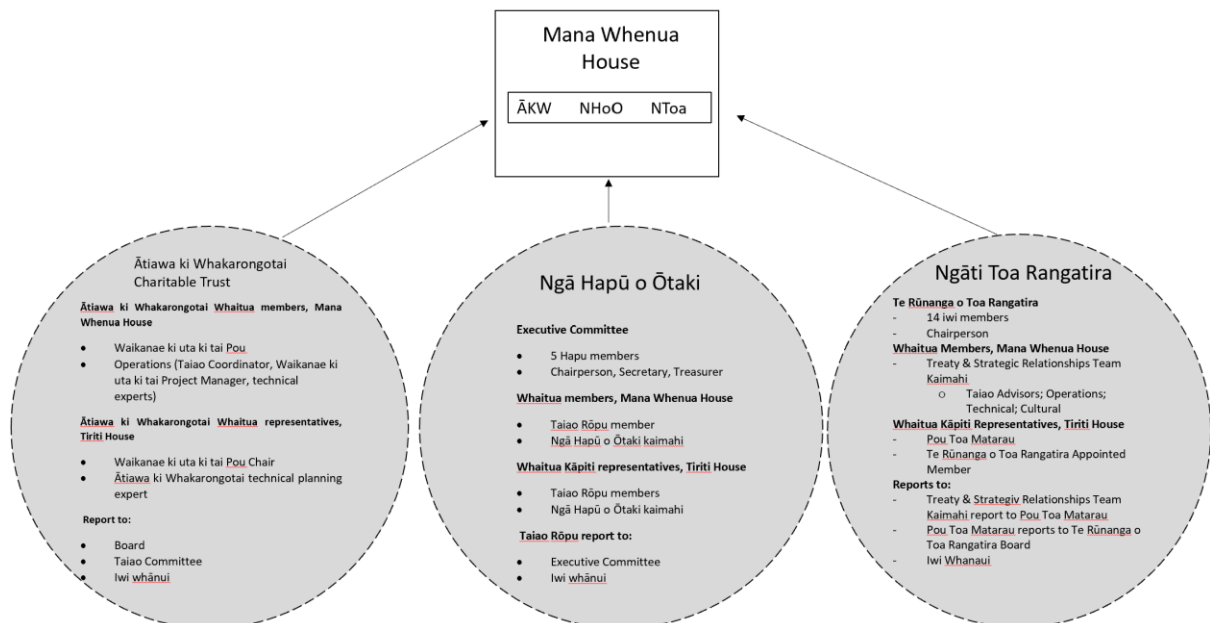 Mana Whenua
House
ĀKW NHoO NToa
Ātiawa ki Whakarongotai
Charitable Trust
Ātiawa ki Whakarongotai Whaitua members, Mana
Whenua House
● Waikanae ki uta ki tai Pou
● Operations (Taiao Coordinator, Waikanae ki
uta ki tai Project Manager, technical
experts)
Ātiawa ki Whakarongotai Whaitua representatives,
Tiriti House
● Waikanae ki uta ki tai Pou Chair
● Ātiawa ki Whakarongotai technical planning
expert
Report to:
● Board
● Taiao Committee
● Iwi whānui
Ngā Hapū o Ōtaki
Executive Committee
● 5 Hapu members
● Chairperson, Secretary, Treasurer
Whaitua members, Mana Whenua House
● Taiao Rōpu member
● Ngā Hapū o Ōtaki kaimahi
Whaitua Kāpiti representatives, Tiriti House
● Taiao Rōpu members
● Ngā Hapū o Ōtaki kaimahi
Taiao Rōpu report to:
● Executive Committee
● Iwi whānui
Ngāti Toa Rangatira
Te Rūnanga o Toa Rangatira
- 14 iwi members
- Chairperson
Whaitua Members, Mana Whenua House
- Treaty & Strategic Relationships Team
Kaimahi
o Taiao Advisors; Operations;
Technical; Cultural
Whaitua Kāpiti Representatives, Tiriti House
- Pou Toa Matarau
- Te Rūnanga o Toa Rangatira Appointed
Member
Reports to:
- Treaty & Strategiv Relationships Team
Kaimahi report to Pou Toa Matarau
- Pou Toa Matarau reports to Te Rūnanga o
Toa Rangatira Board
- Iwi Whanaui